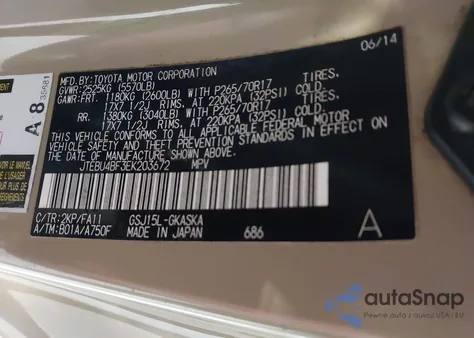 MFD.BY:TOYOTA MOTOR CORPORATION 06/14
GVWR:2525KG (5570LB)
GAWR:FRT. 1180KG (2600LB) WITH P265/70R17 TIRES,
17X7 1/2J RIMS, AT 220KPA (32PSI) COLD.
RR. 1380KG (3040LB) WITH P265/70R17 TIRES,
17X7 1/2J RIMS, AT 220KPA (32PSI) COLD.
THIS VEHICLE CONFORMS TO ALL APPLICABLE FEDERAL MOTOR
VEHICLE SAFETY AND THEFT PREVENTION STANDARDS IN EFFECT ON
THE DATE OF MANUFACTURE SHOWN ABOVE.
JTEBU4BF3EK203572 MPV
C/TR:2KP/FA11 GSJ15L-GKASKA
A/TM:B01A/A750F MADE IN JAPAN 686 A
A8
LE MANUEL
L'USAGER
autoSnap